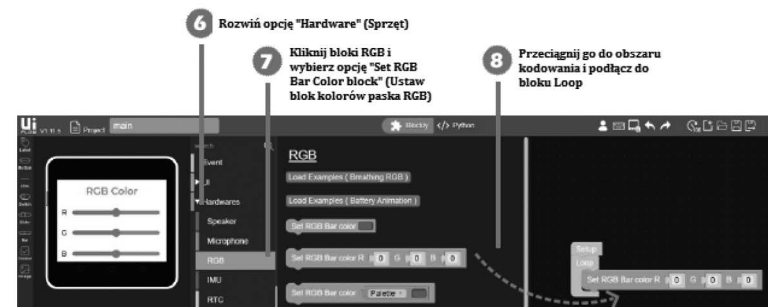 6 Rozwiń opcję "Hardware" (Sprzęt)
7 Kliknij bloki RGB i
wybierz opcję "Set RGB
Bar Color block" (Ustaw
blok kolorów paska RGB)
8 Przeciągnij go do obszaru
kodowania i podłącz do
bloku Loop
Ui
Project main
Blockly </> Python
Event
UI
Hardwares
Speaker
Microphone
RGB
IMU
RTC
RGB Color
R
G
B
RGB
Load Examples ( Breathing RGB )
Load Examples ( Battery Animation )
Set RGB Bar color
Set RGB Bar color R 0 G 0 B 0
Set RGB Bar color Palette
Setup
Loop
Set RGB Bar color R 0 G 0 B 0